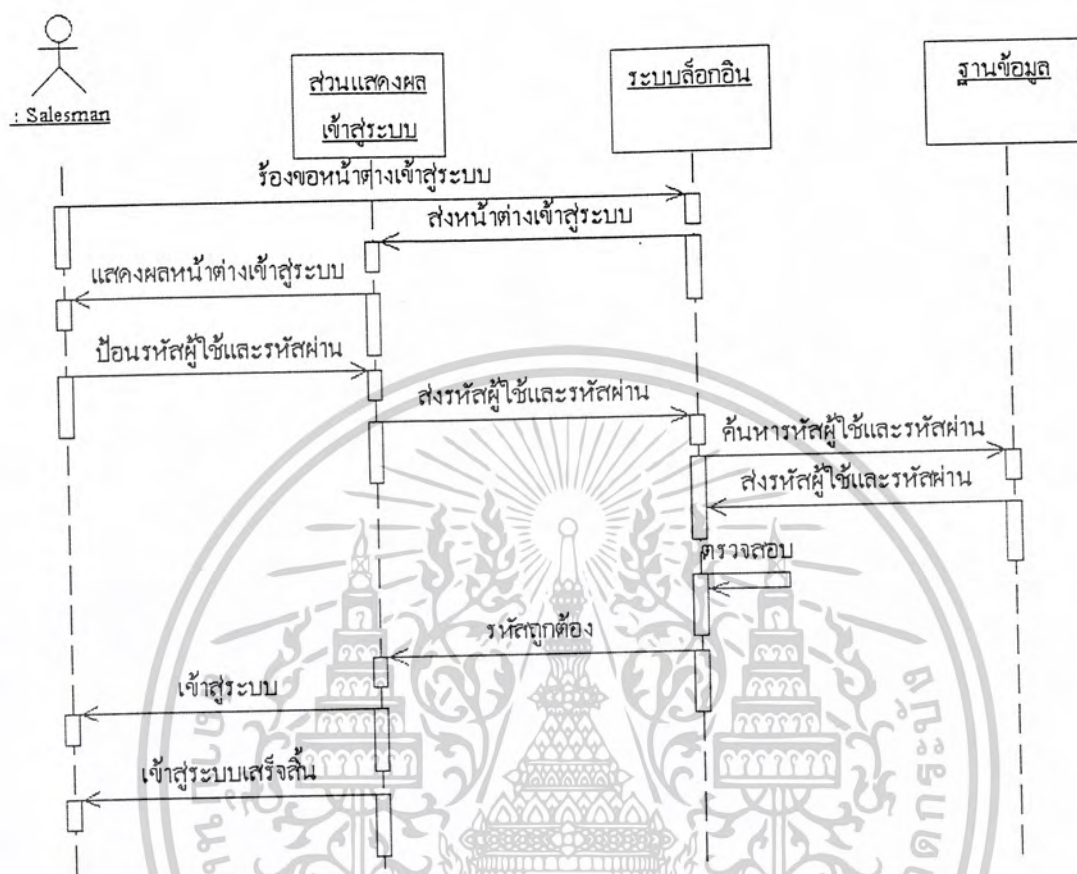 : Salesman
ส่วนแสดงผล
เข้าสู่ระบบ
ระบบล็อกอิน
ฐานข้อมูล
ร้องขอหน้าต่างเข้าสู่ระบบ
ส่งหน้าต่างเข้าสู่ระบบ
แสดงผลหน้าต่างเข้าสู่ระบบ
ป้อนรหัสผู้ใช้และรหัสผ่าน
ส่งรหัสผู้ใช้และรหัสผ่าน
ค้นหารหัสผู้ใช้และรหัสผ่าน
ส่งรหัสผู้ใช้และรหัสผ่าน
ตรวจสอบ
รหัสถูกต้อง
เข้าสู่ระบบ
เข้าสู่ระบบเสร็จสิ้น